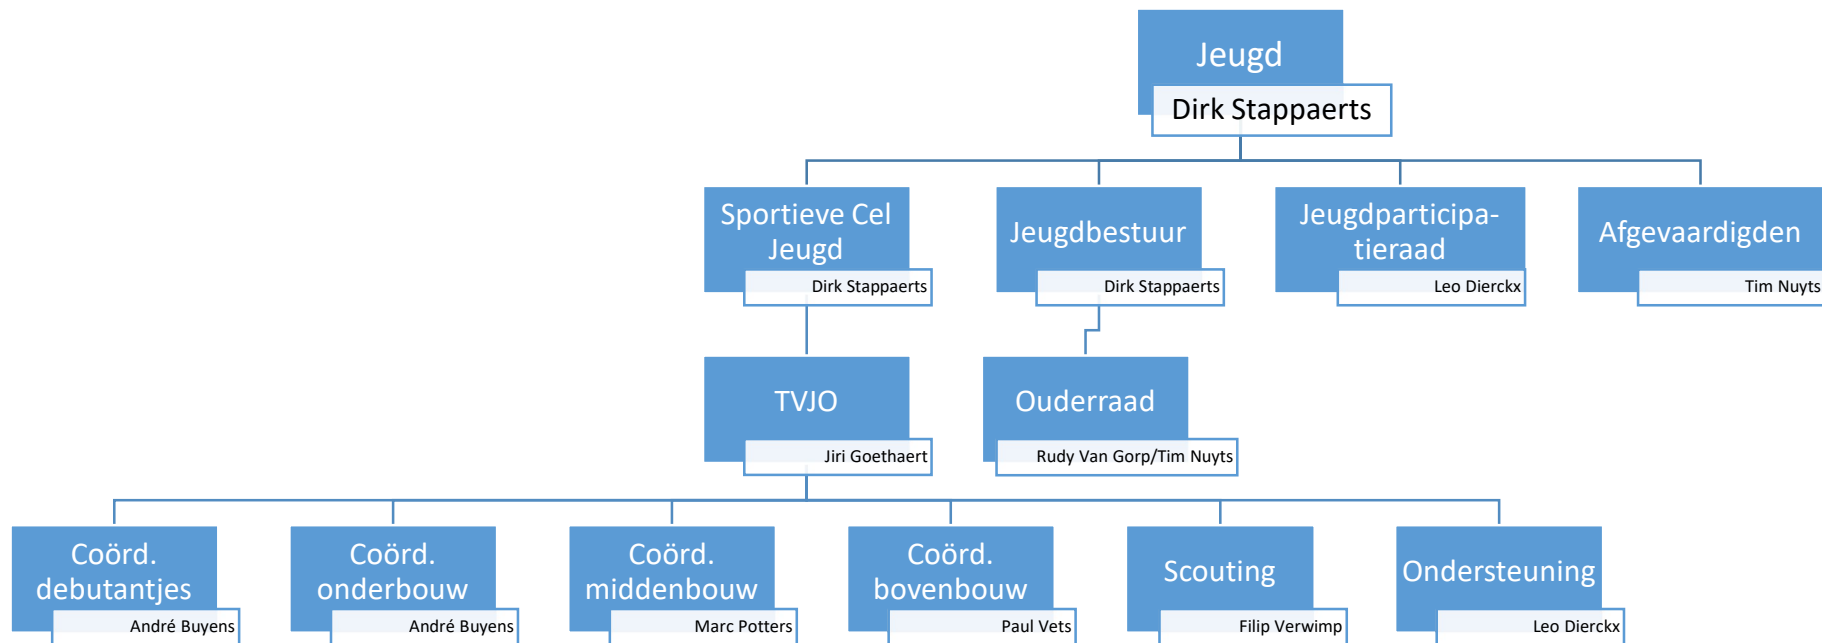 Jeugd
Dirk Stappaerts
Sportieve Cel
Jeugd
Dirk Stappaerts
Jeugdbestuur
Dirk Stappaerts
Jeugdparticipa-
tieraad
Leo Dierckx
Afgevaardigden
Tim Nuyts
TVJO
Jiri Goethaert
Ouderraad
Rudy Van Gorp/Tim Nuyts
Coörd.
debutantjes
André Buyens
Coörd.
onderbouw
André Buyens
Coörd.
middenbouw
Marc Potters
Coörd.
bovenbouw
Paul Vets
Scouting
Filip Verwimp
Ondersteuning
Leo Dierckx